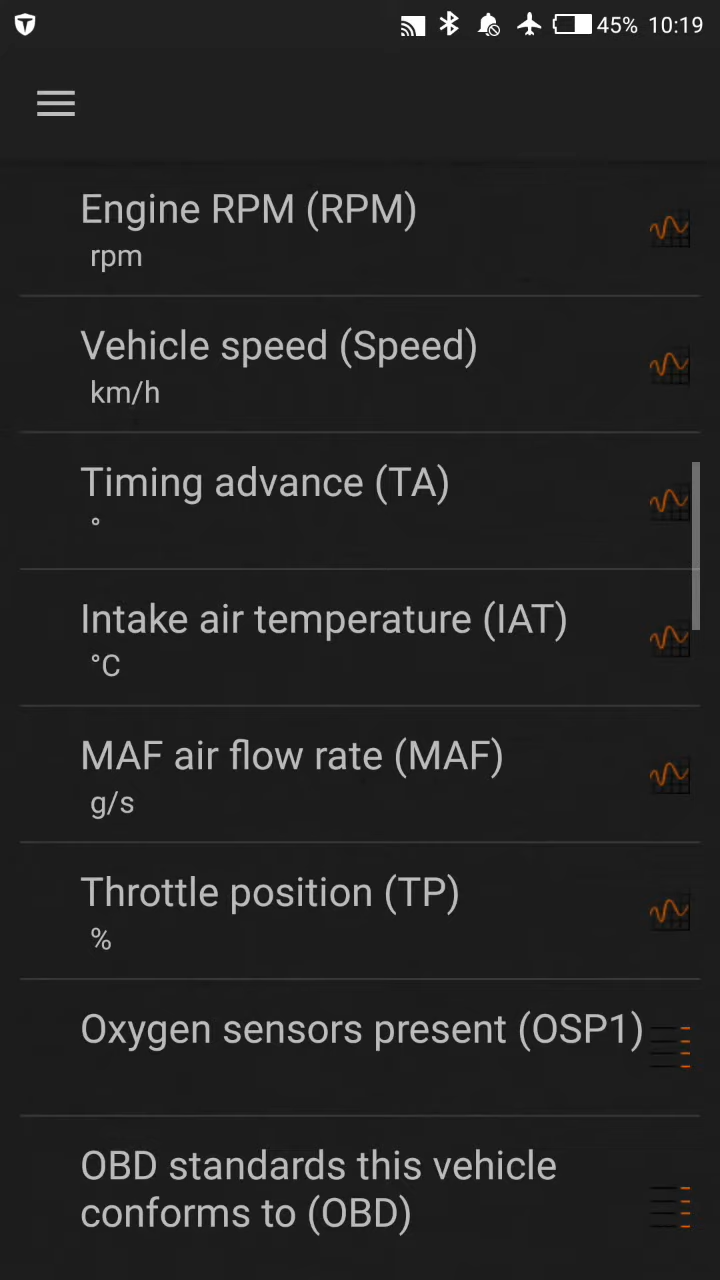 45% 10:19
Engine RPM (RPM)
rpm
Vehicle speed (Speed)
km/h
Timing advance (TA)
°
Intake air temperature (IAT)
°C
MAF air flow rate (MAF)
g/s
Throttle position (TP)
%
Oxygen sensors present (OSP1)
OBD standards this vehicle
conforms to (OBD)